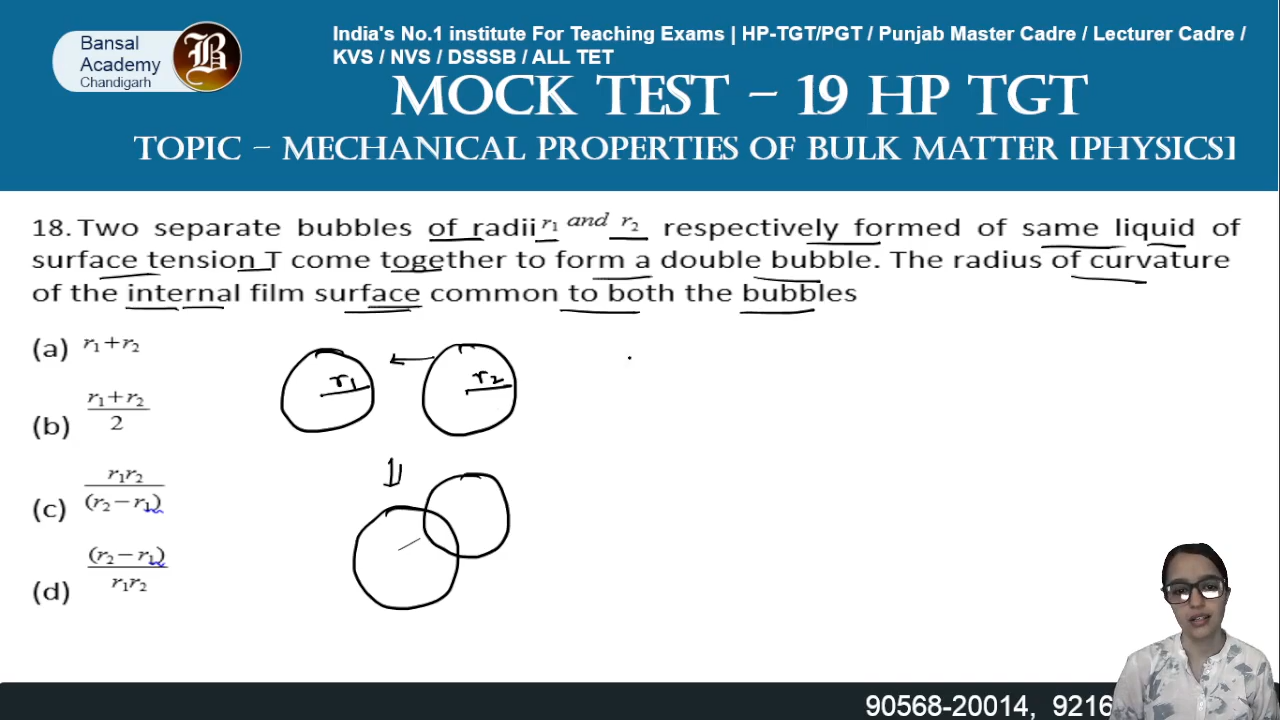 Bansal
Academy
Chandigarh
B
India's No.1 institute For Teaching Exams | HP-TGT/PGT / Punjab Master Cadre / Lecturer Cadre /
KVS / NVS / DSSSB / ALL TET
MOCK TEST – 19 HP TGT
TOPIC – MECHANICAL PROPERTIES OF BULK MATTER [PHYSICS]
18. Two separate bubbles of radii r₁ and r₂ respectively formed of same liquid of
surface tension T come together to form a double bubble. The radius of curvature
of the internal film surface common to both the bubbles
(a) r₁+r₂
(b) r₁+r₂ / 2
(c) r₁r₂ / (r₂−r₁)
(d) (r₂−r₁) / r₁r₂
r₁ r₂
90568-20014, 9216